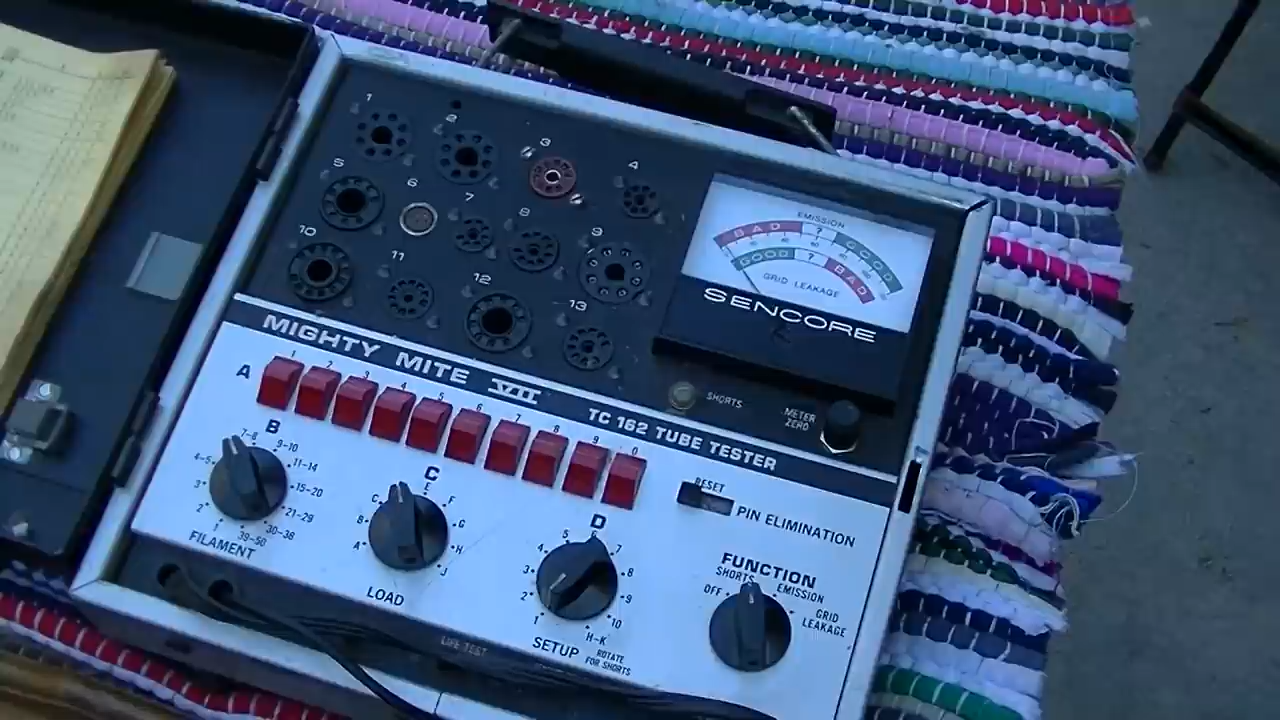 1
2
3
4
5
6
7
8
9
10
11
12
13
EMISSION
BAD ? GOOD
GOOD ? BAD
GRID LEAKAGE
SENCORE
SHORTS
METER ZERO
MIGHTY MITE VII
TC 162 TUBE TESTER
A
1 2 3 4 5 6 7 8 9 0
RESET
PIN ELIMINATION
B
1 2 3 4-5 7-8 9-10 11-14 15-20 21-29 30-38 39-50
FILAMENT
C
A B C E F G H J
LOAD
D
1 2 3 4 5 6 7 8 9 10
H-K
SETUP
ROTATE FOR SHORTS
FUNCTION
OFF
SHORTS
EMISSION
GRID LEAKAGE
LIFE TEST